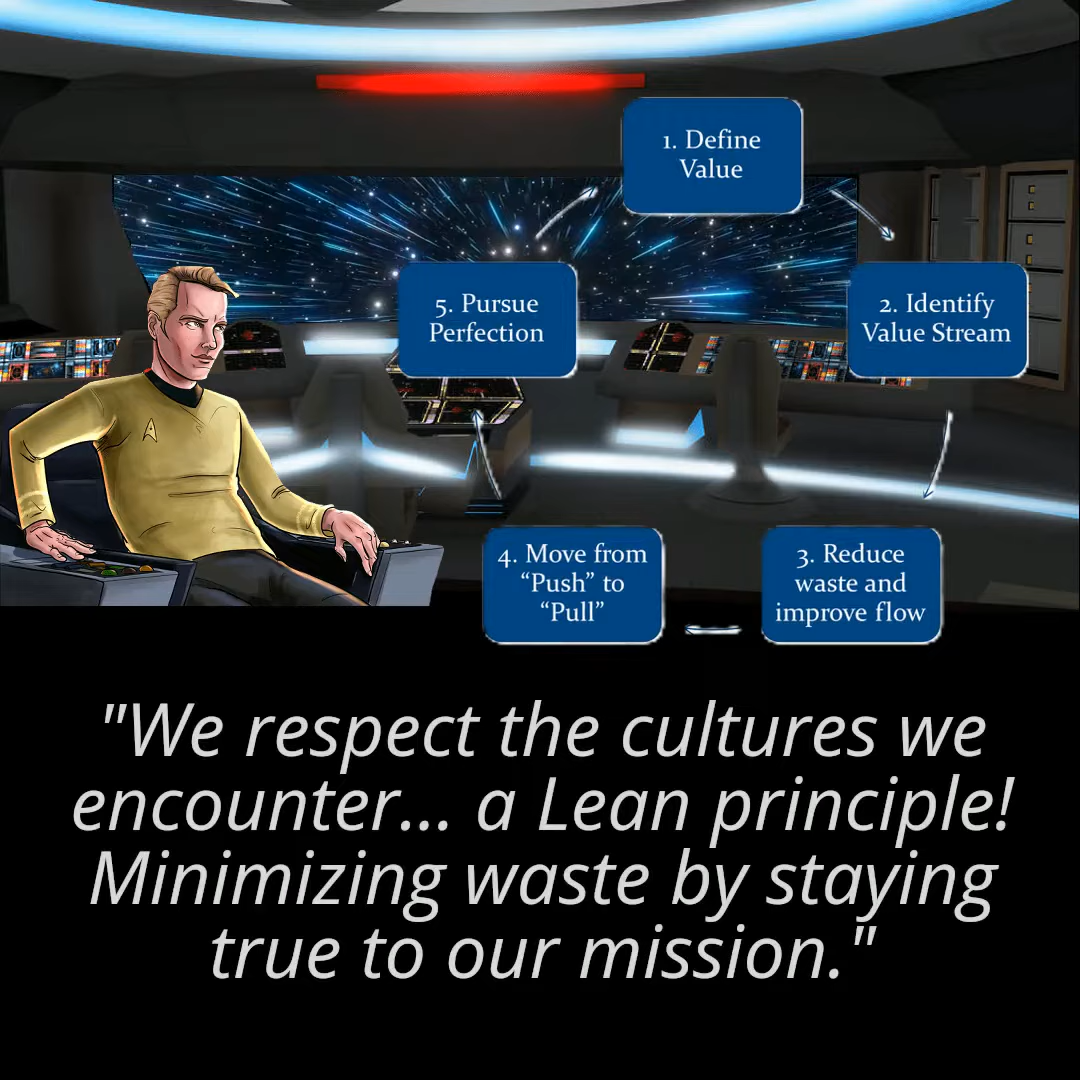 1. Define
Value
2. Identify
Value Stream
3. Reduce
waste and
improve flow
4. Move from
“Push” to
“Pull”
5. Pursue
Perfection
"We respect the cultures we
encounter... a Lean principle!
Minimizing waste by staying
true to our mission."